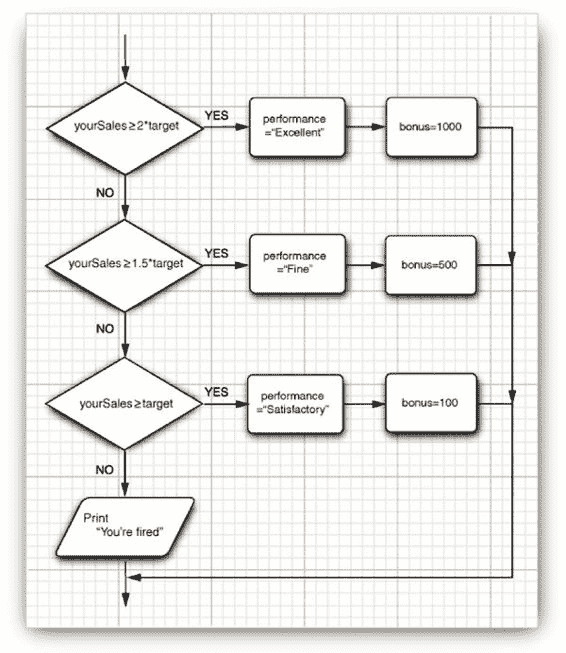 yourSales≥2*target
YES
performance
="Excellent"
bonus=1000
NO
yourSales≥1.5*target
YES
performance
="Fine"
bonus=500
NO
yourSales≥target
YES
performance
="Satisfactory"
bonus=100
NO
Print
"You're fired"